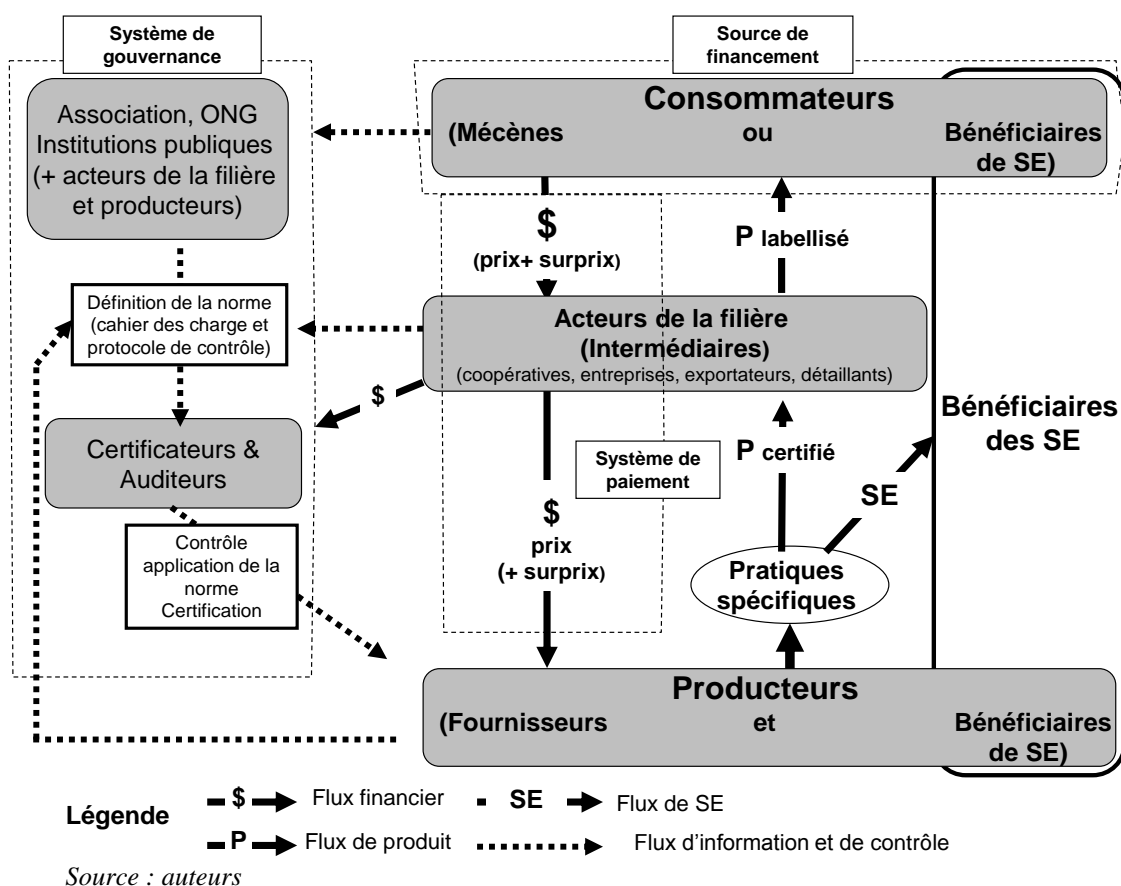 Système de
gouvernance
Source de
financement
Association, ONG
Institutions publiques
(+ acteurs de la filière
et producteurs)
Consommateurs
(Mécènes ou Bénéficiaires
de SE)
$
(prix+ surprix)
P labellisé
Définition de la norme
(cahier des charge et
protocole de contrôle)
Acteurs de la filière
(Intermédiaires)
(coopératives, entreprises, exportateurs, détaillants)
$
Bénéficiaires
des SE
Certificateurs &
Auditeurs
Système de
paiement
P certifié
SE
$
prix
(+ surprix)
Contrôle
application de la
norme
Certification
Pratiques
spécifiques
Producteurs
(Fournisseurs et Bénéficiaires
de SE)
Légende
$ Flux financier SE Flux de SE
P Flux de produit Flux d'information et de contrôle
Source : auteurs